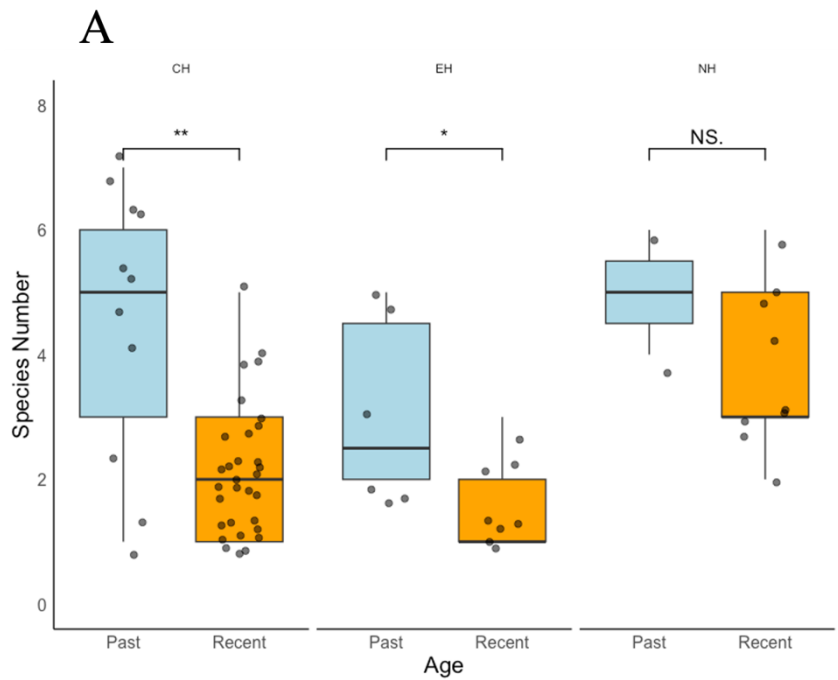 A
CH EH NH
8
** * NS.
6
4
2
0
Species Number
Past Recent Past Recent Past Recent
Age